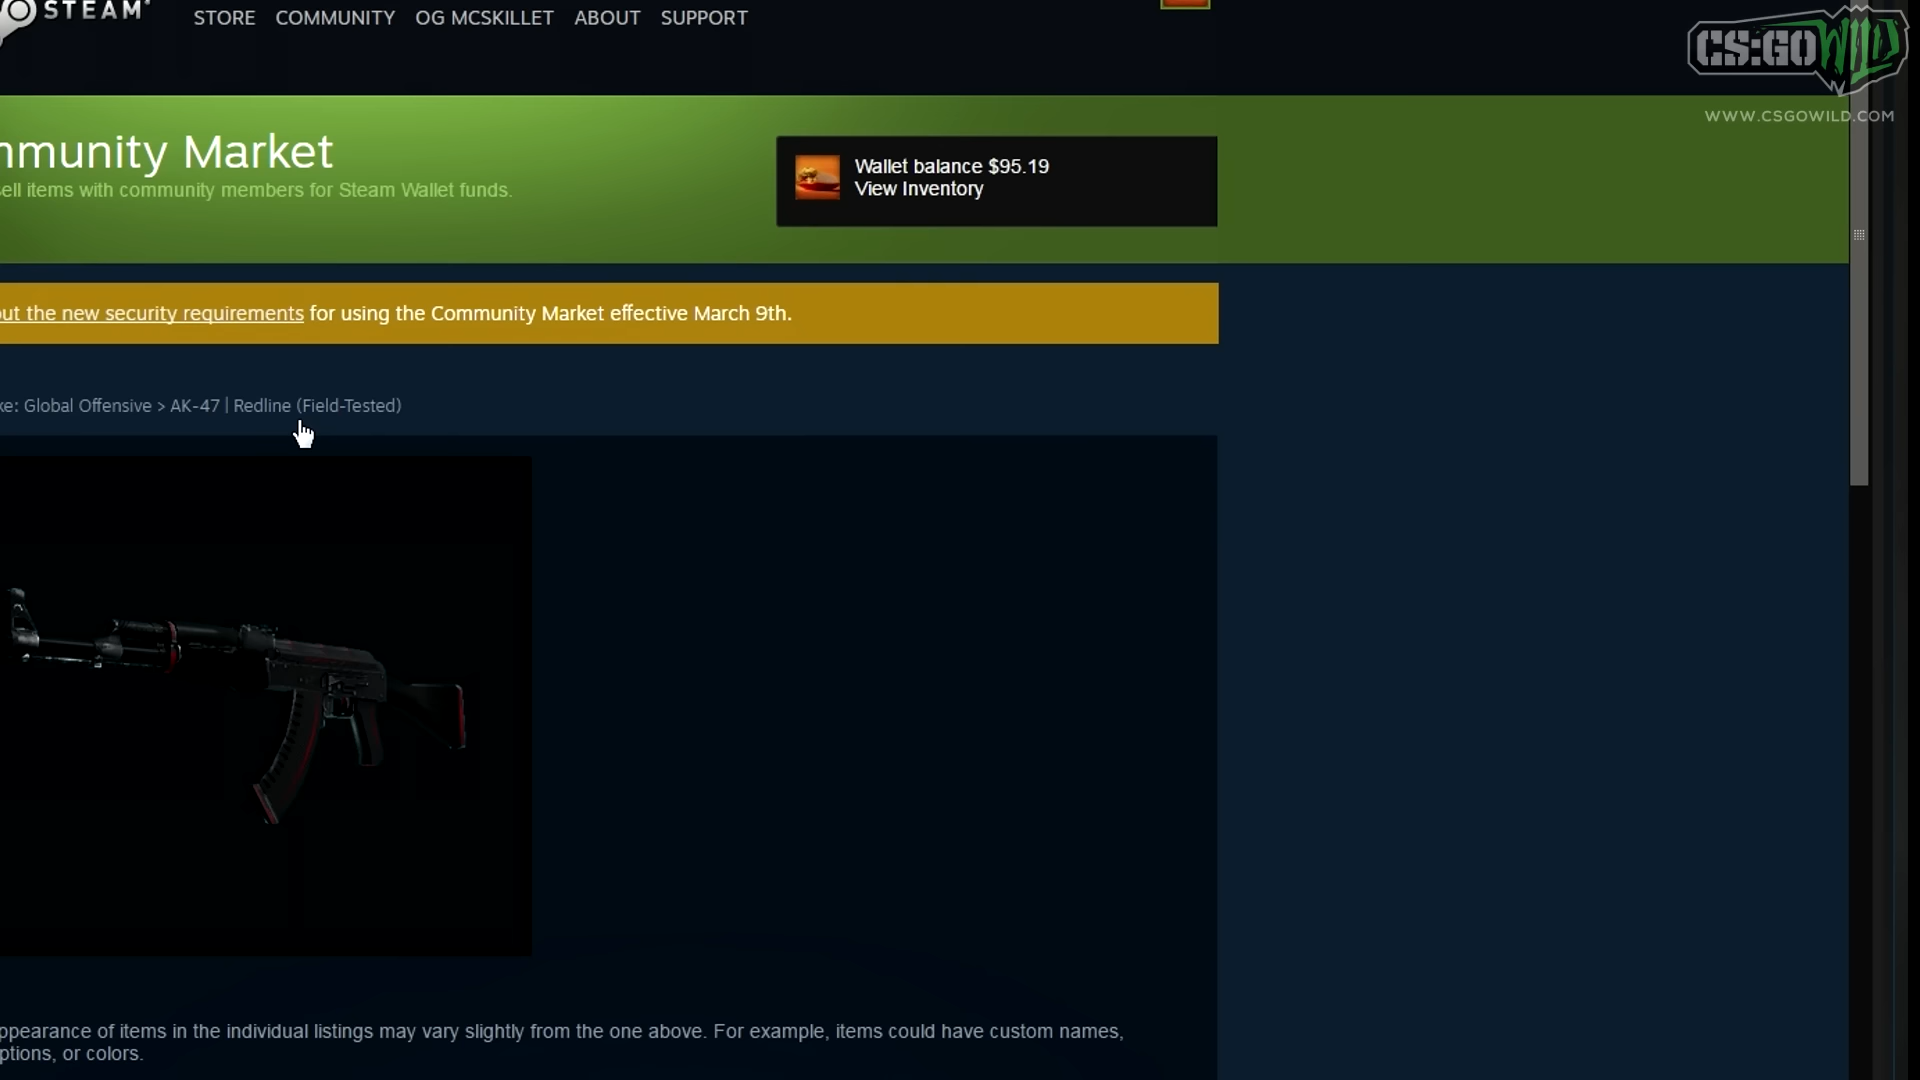 STEAM
STORE COMMUNITY OG MCSKILLET ABOUT SUPPORT
CS:GO WILD
WWW.CSGOWILD.COM
mmunity Market
sell items with community members for Steam Wallet funds.
Wallet balance $95.19
View Inventory
out the new security requirements for using the Community Market effective March 9th.
ke: Global Offensive > AK-47 | Redline (Field-Tested)
ppearance of items in the individual listings may vary slightly from the one above. For example, items could have custom names,
ptions, or colors.